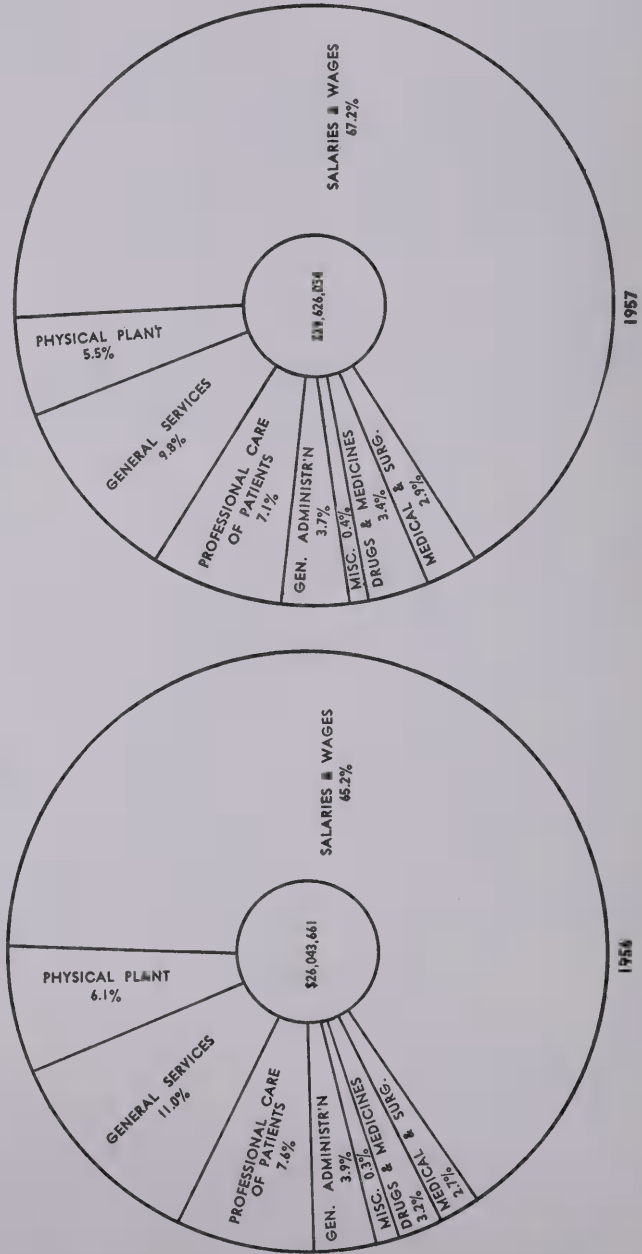 PHYSICAL PLANT
6.1%
GENERAL SERVICES
11.0%
PROFESSIONAL CARE
OF PATIENTS
7.6%
GEN. ADMINISTR'N
3.9%
MISC. 0.3%
DRUGS & MEDICINES
3.2%
MEDICAL & SURG.
2.7%
SALARIES & WAGES
65.2%
$26,043,661
1956
PHYSICAL PLANT
5.5%
GENERAL SERVICES
9.8%
PROFESSIONAL CARE
OF PATIENTS
7.1%
GEN. ADMINISTR'N
3.7%
MISC. 0.4%
DRUGS & MEDICINES
3.4%
MEDICAL & SURG.
2.9%
SALARIES & WAGES
67.2%
1957